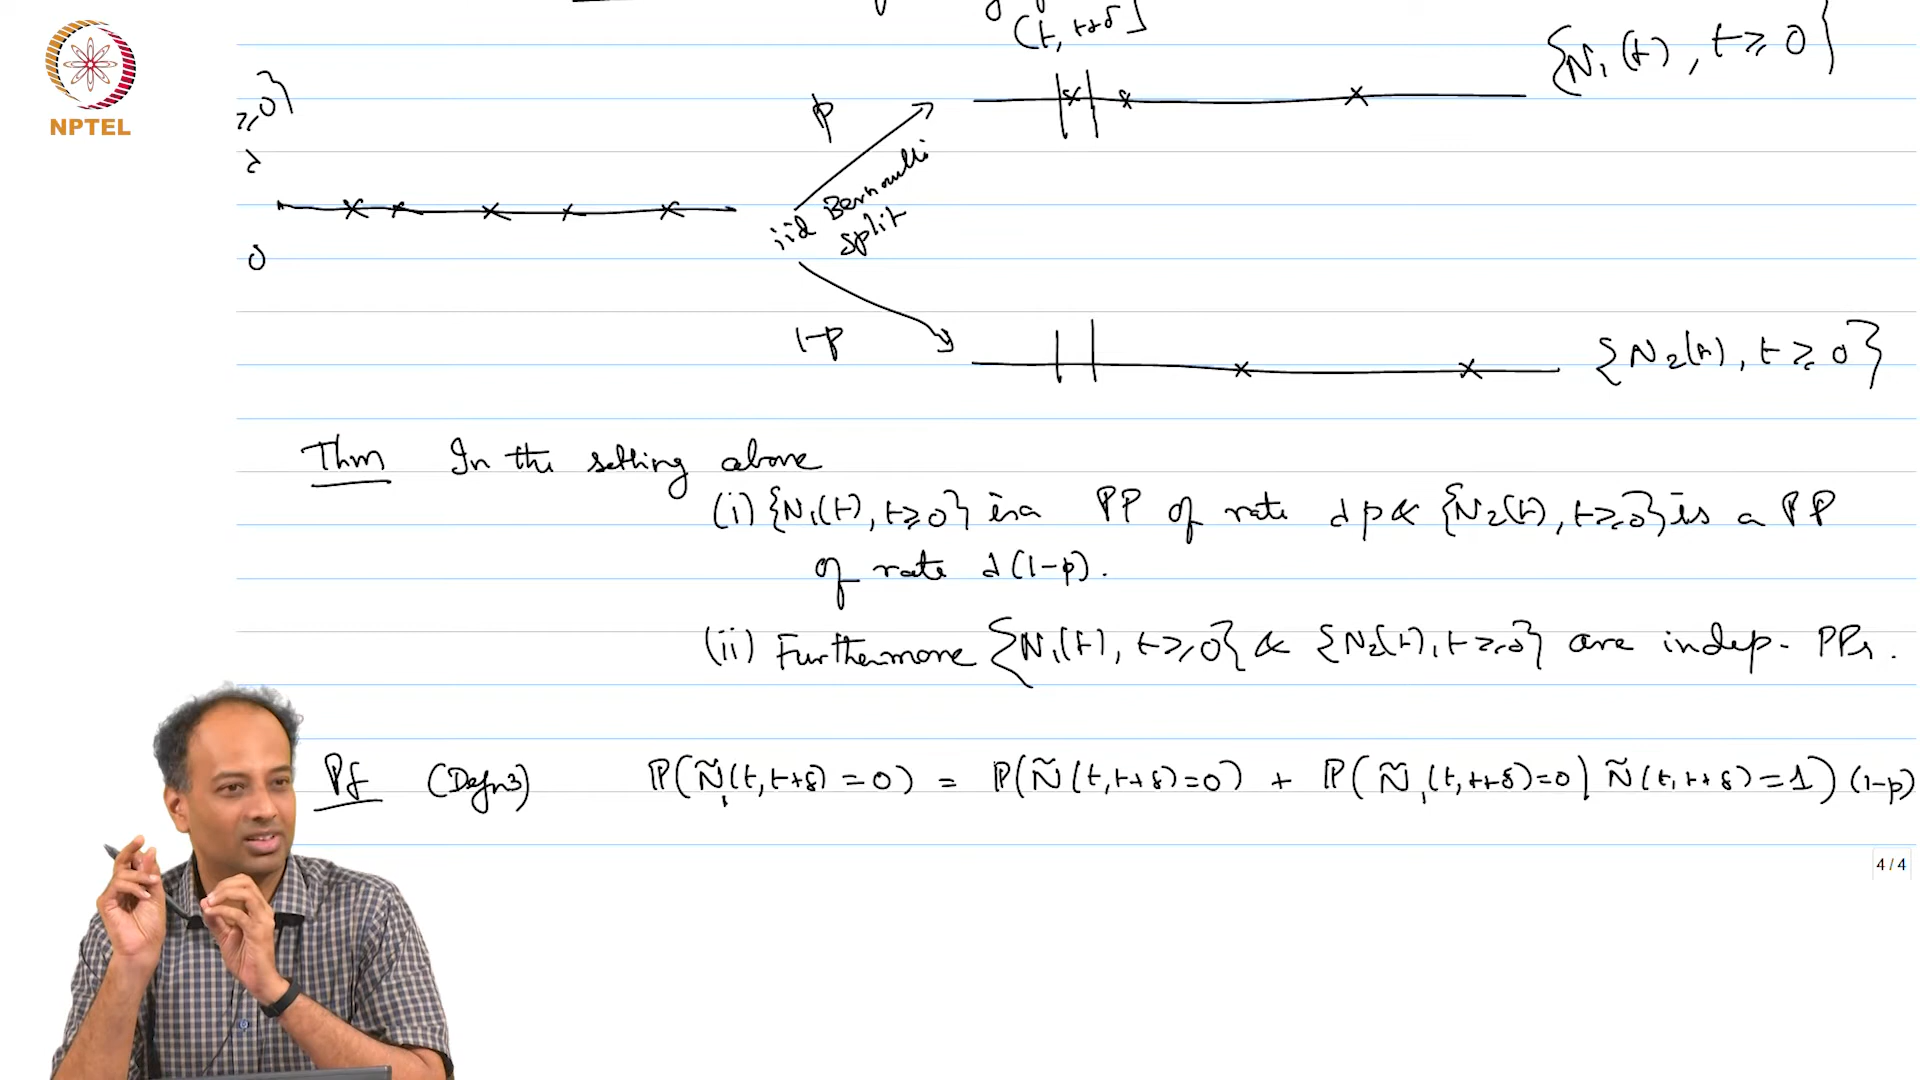 (t, t+δ]
{N₁(t), t ≥ 0}
≥ 0}
λ
p
iid Bernoulli
split
0
1-p
{N₂(t), t ≥ 0}
Thm In the setting above
(i) {N₁(t), t ≥ 0} is a PP of rate λp & {N₂(t), t ≥ 0} is a PP
of rate λ(1-p).
(ii) Furthermore {N₁(t), t ≥ 0} & {N₂(t), t ≥ 0} are indep. PPs.
Pf (Defn 3) ℙ(Ñ₁(t, t+δ) = 0) = ℙ(Ñ(t, t+δ) = 0) + ℙ(Ñ₁(t, t+δ) = 0 | Ñ(t, t+δ) = 1) (1-p)
4 / 4
NPTEL